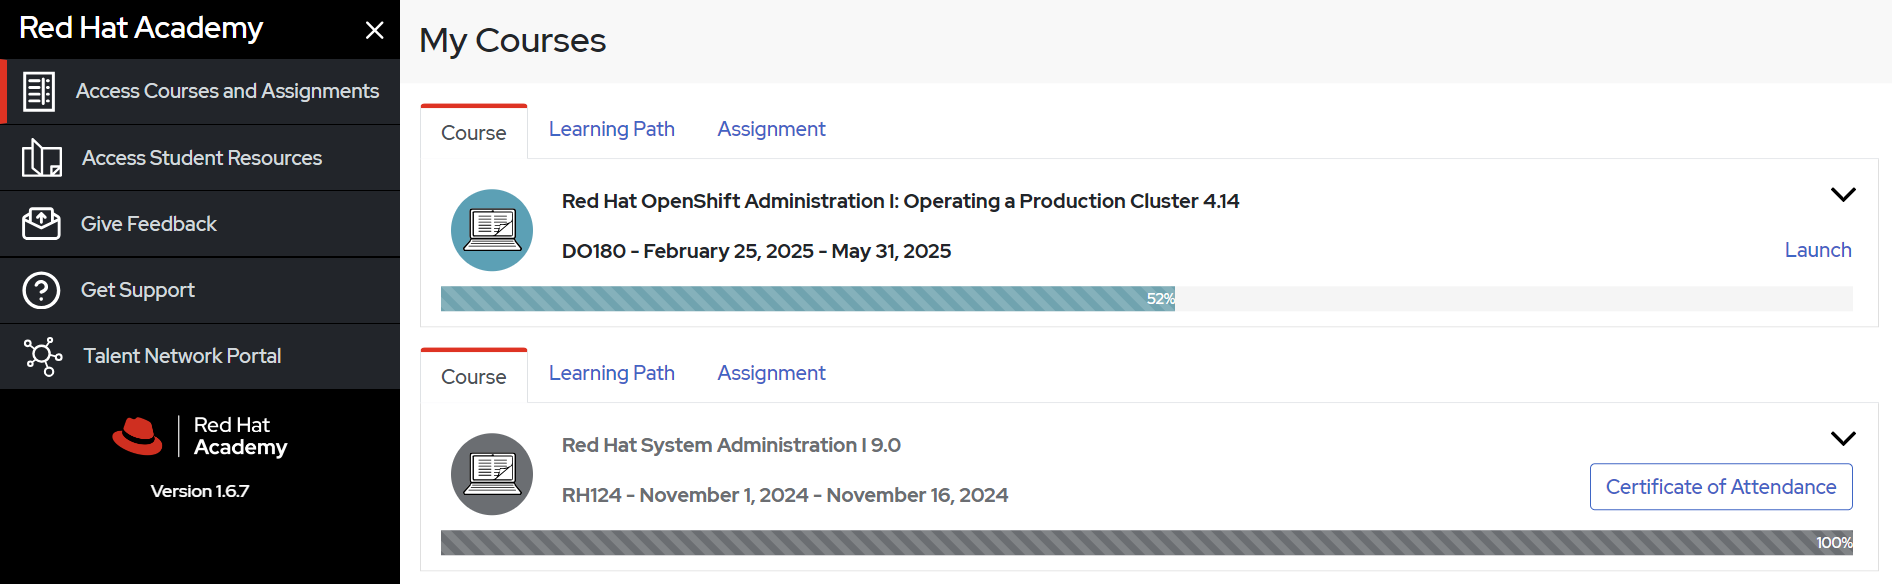 Red Hat Academy
Access Courses and Assignments
Access Student Resources
Give Feedback
Get Support
Talent Network Portal
Red Hat
Academy
Version 1.6.7
My Courses
Course
Learning Path
Assignment
Red Hat OpenShift Administration I: Operating a Production Cluster 4.14
DO180 - February 25, 2025 - May 31, 2025
Launch
52%
Course
Learning Path
Assignment
Red Hat System Administration I 9.0
RH124 - November 1, 2024 - November 16, 2024
Certificate of Attendance
100%